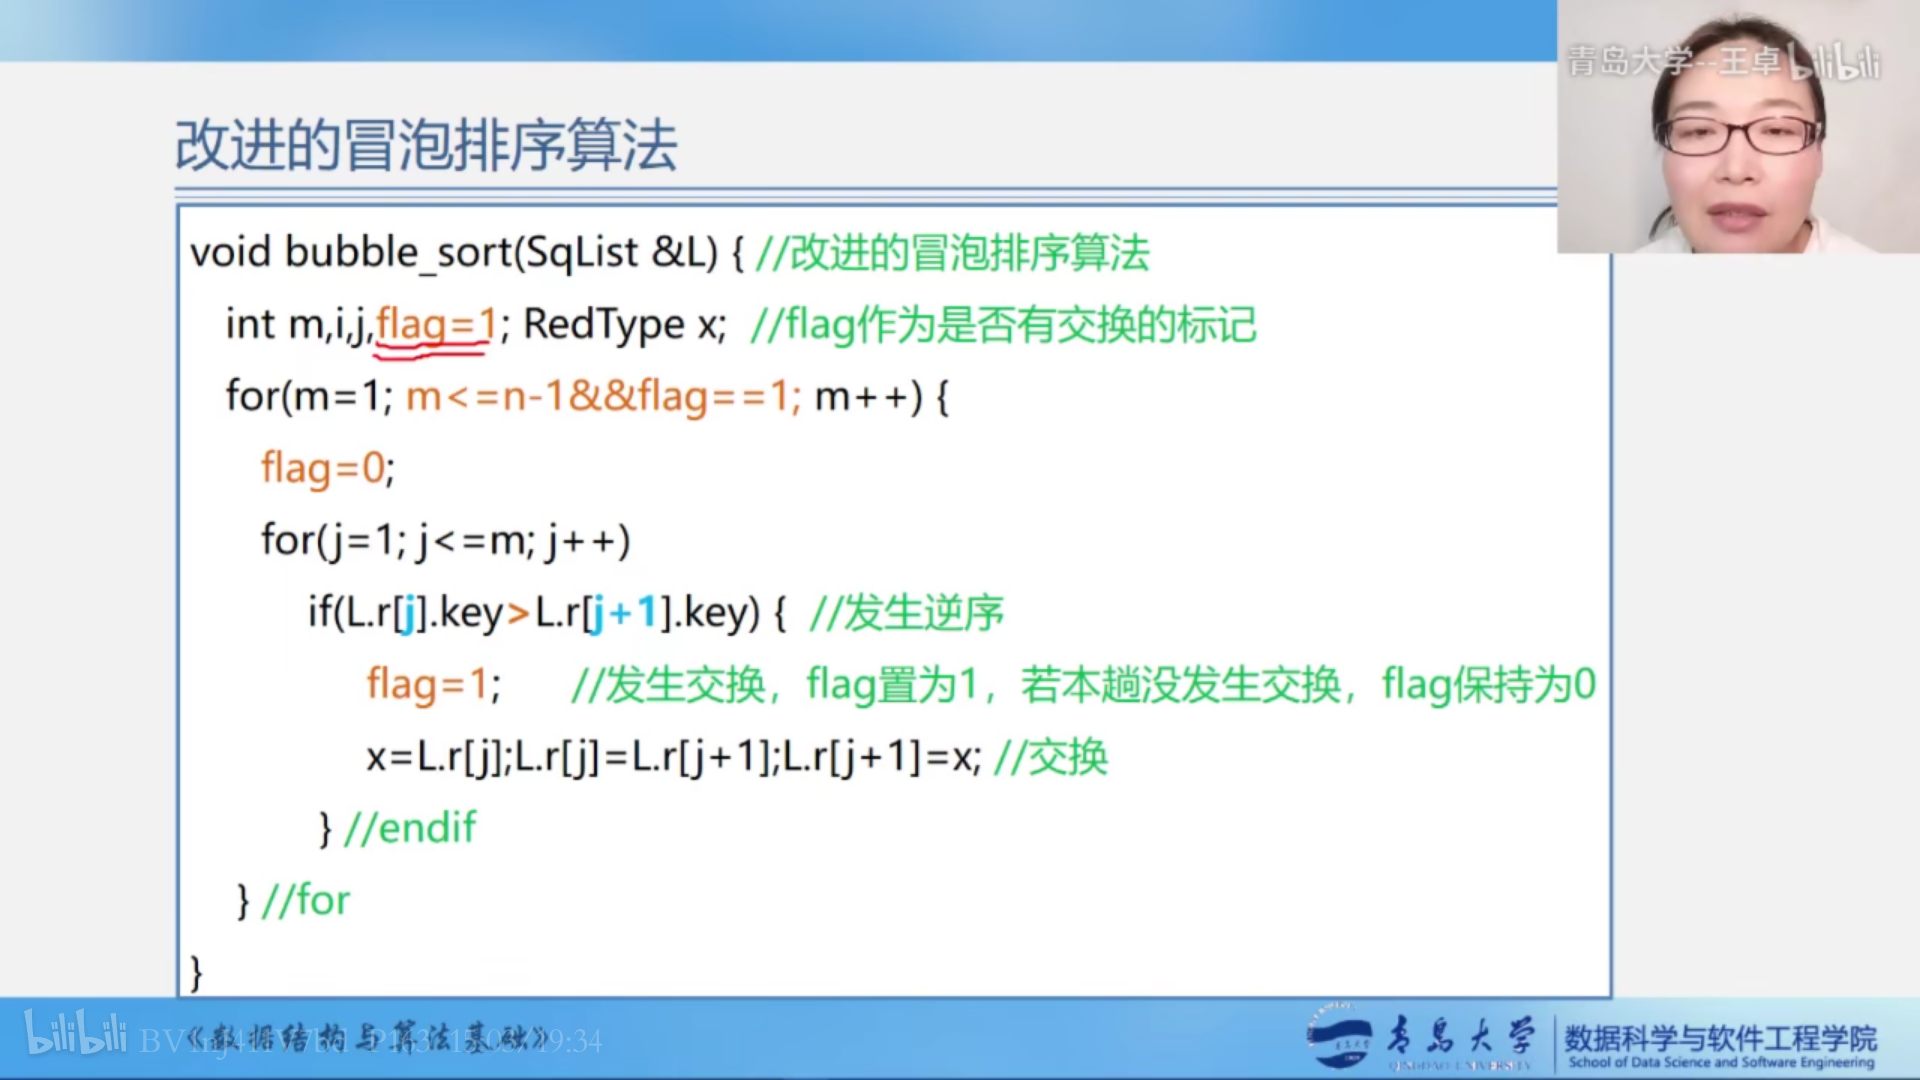 青岛大学--王卓 bilibili
改进的冒泡排序算法
void bubble_sort(SqList &L) { //改进的冒泡排序算法
int m,i,j,flag=1; RedType x; //flag作为是否有交换的标记
for(m=1; m<=n-1&&flag==1; m++) {
flag=0;
for(j=1; j<=m; j++)
if(L.r[j].key>L.r[j+1].key) { //发生逆序
flag=1; //发生交换，flag置为1，若本趟没发生交换，flag保持为0
x=L.r[j];L.r[j]=L.r[j+1];L.r[j+1]=x; //交换
} //endif
} //for
}
bilibili
《数据结构与算法基础》
19:34
青岛大学
QINGDAO UNIVERSITY
数据科学与软件工程学院
School of Data Science and Software Engineering